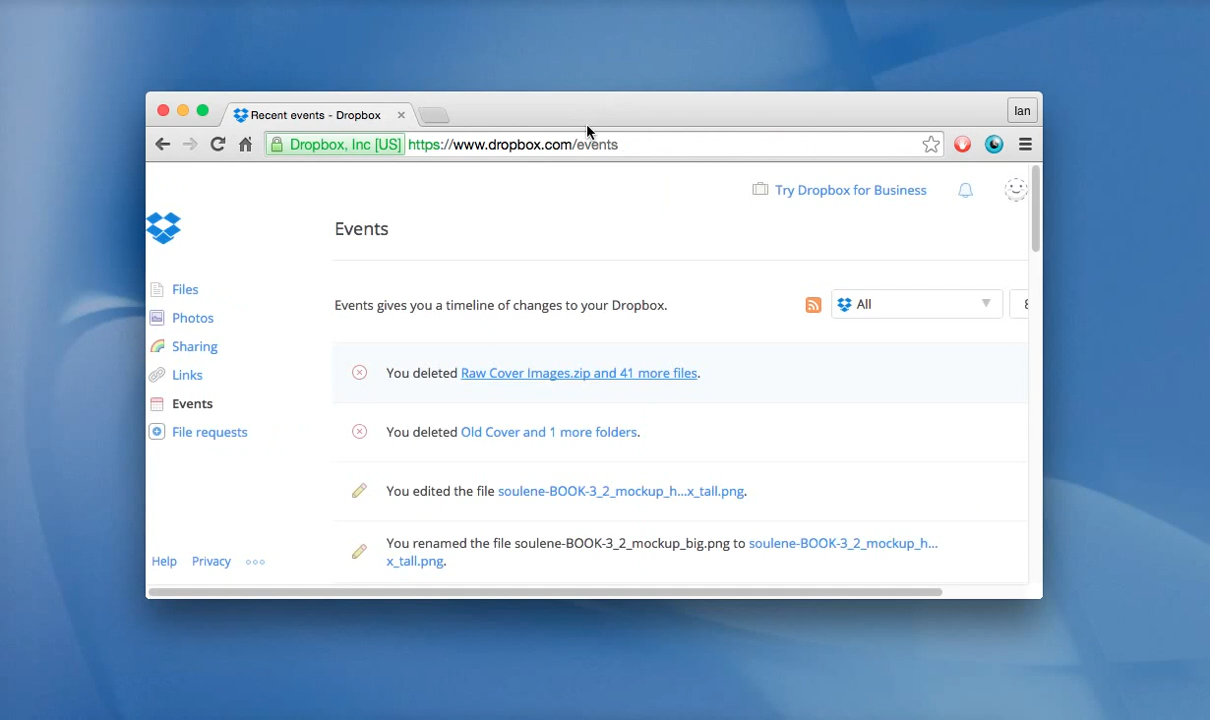 Recent events - Dropbox
Ian
Dropbox, Inc [US] https://www.dropbox.com/events
Try Dropbox for Business
Events
Files
Events gives you a timeline of changes to your Dropbox.
All
Photos
Sharing
You deleted Raw Cover Images.zip and 41 more files.
Links
Events
You deleted Old Cover and 1 more folders.
File requests
You edited the file soulene-BOOK-3_2_mockup_h...x_tall.png.
You renamed the file soulene-BOOK-3_2_mockup_big.png to soulene-BOOK-3_2_mockup_h...
x_tall.png.
Help Privacy